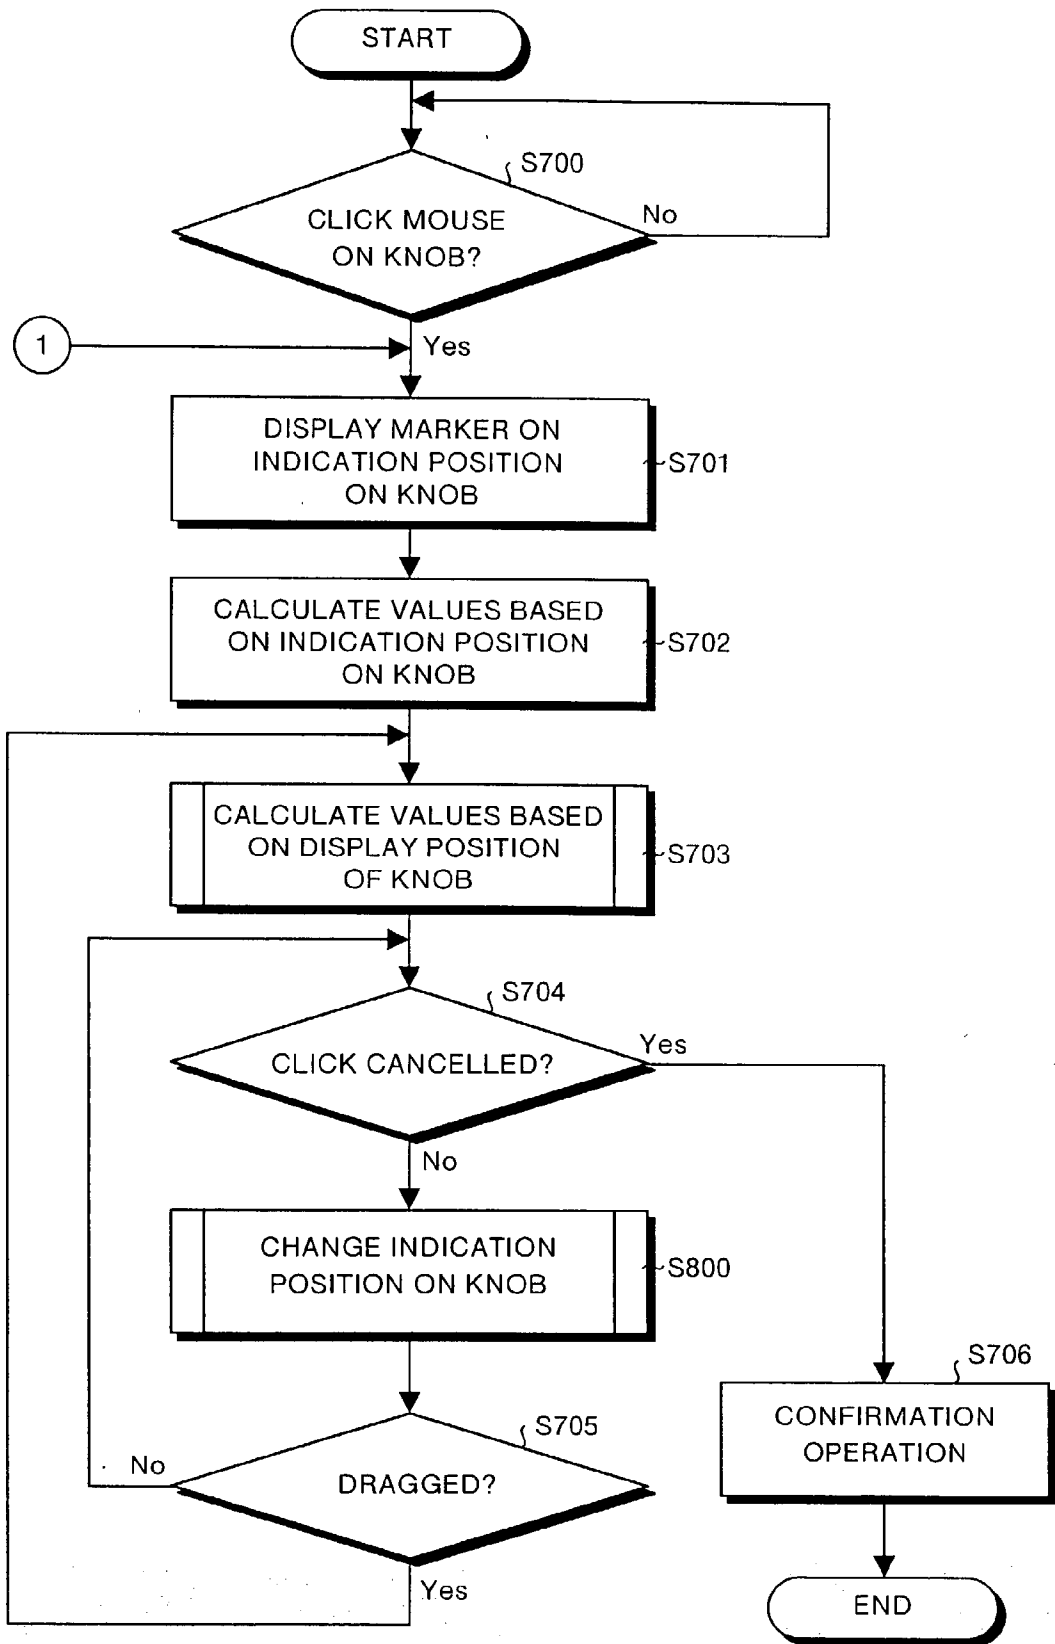 START
S700
CLICK MOUSE
ON KNOB?
No
1
Yes
DISPLAY MARKER ON
INDICATION POSITION
ON KNOB
S701
CALCULATE VALUES BASED
ON INDICATION POSITION
ON KNOB
S702
CALCULATE VALUES BASED
ON DISPLAY POSITION
OF KNOB
S703
S704
CLICK CANCELLED?
Yes
No
CHANGE INDICATION
POSITION ON KNOB
S800
S706
CONFIRMATION
OPERATION
S705
No
DRAGGED?
Yes
END